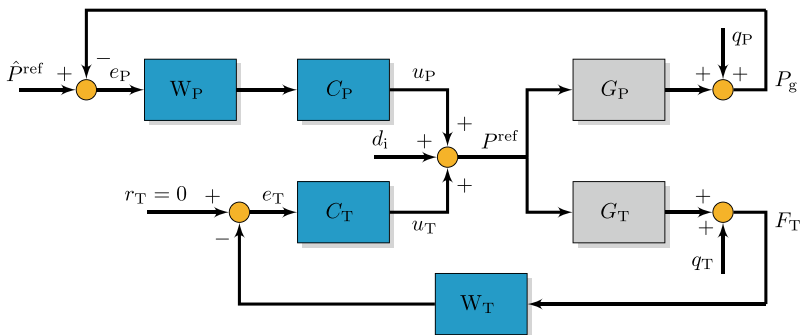 q_P
P̂^ref + − e_P W_P C_P u_P G_P + + P_g
+
d_i + P^ref
+
r_T = 0 + e_T C_T u_T G_T + F_T
− +
q_T
W_T